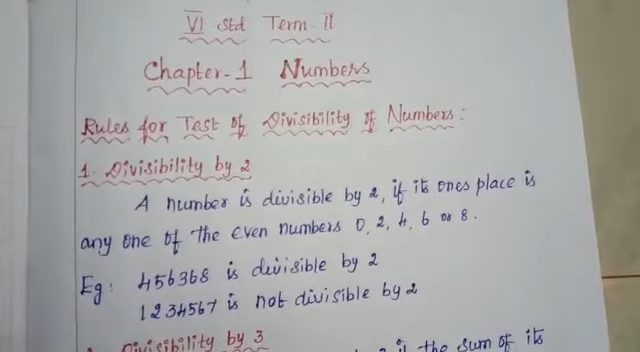 VI Std Term-II
Chapter-1 Numbers
Rules for Test of Divisibility of Numbers:
1. Divisibility by 2
A number is divisible by 2, if its ones place is
any one of the even numbers 0, 2, 4, 6 or 8.
Eg: 456368 is divisible by 2
1234567 is not divisible by 2
Divisibility by 3
if the sum of its